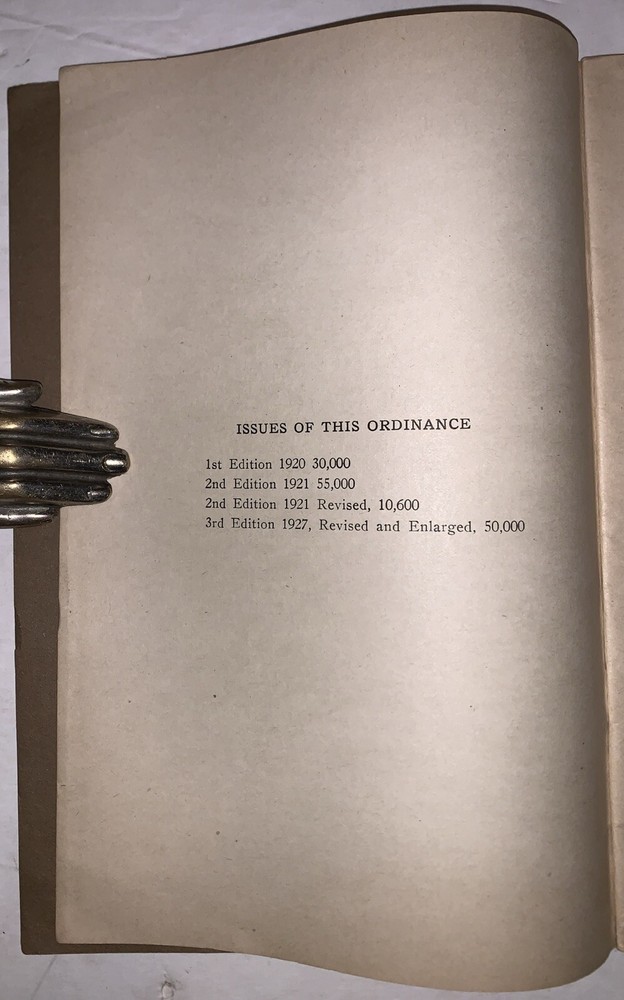 ISSUES OF THIS ORDINANCE
1st Edition 1920 30,000
2nd Edition 1921 55,000
2nd Edition 1921 Revised, 10,600
3rd Edition 1927, Revised and Enlarged, 50,000